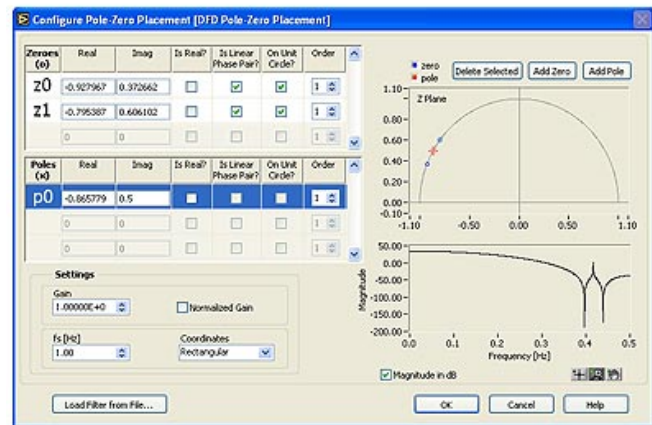 Configure Pole-Zero Placement [DFD Pole-Zero Placement]
Zeroes (o) Real Imag Is Real? Is Linear Phase Pair? On Unit Circle? Order
z0 -0.927967 0.372662 1
z1 -0.795387 0.606102 1
0 0 1
Poles (x) Real Imag Is Real? Is Linear Phase Pair? On Unit Circle? Order
p0 -0.865779 0.5 1
0 0 1
0 0 1
Settings
Gain
1.00000E+0
Normalized Gain
fs [Hz]
1.00
Coordinates
Rectangular
Load Filter from File...
zero
pole
Delete Selected
Add Zero
Add Pole
Z Plane
1.10
0.80
0.60
0.40
0.20
0.00
-0.10
-1.10 -0.50 0.00 0.50 1.10
Magnitude
50.00
0.00
-50.00
-100.00
-150.00
-200.00
0.0 0.1 0.2 0.3 0.4 0.5
Frequency [Hz]
Magnitude in dB
OK
Cancel
Help